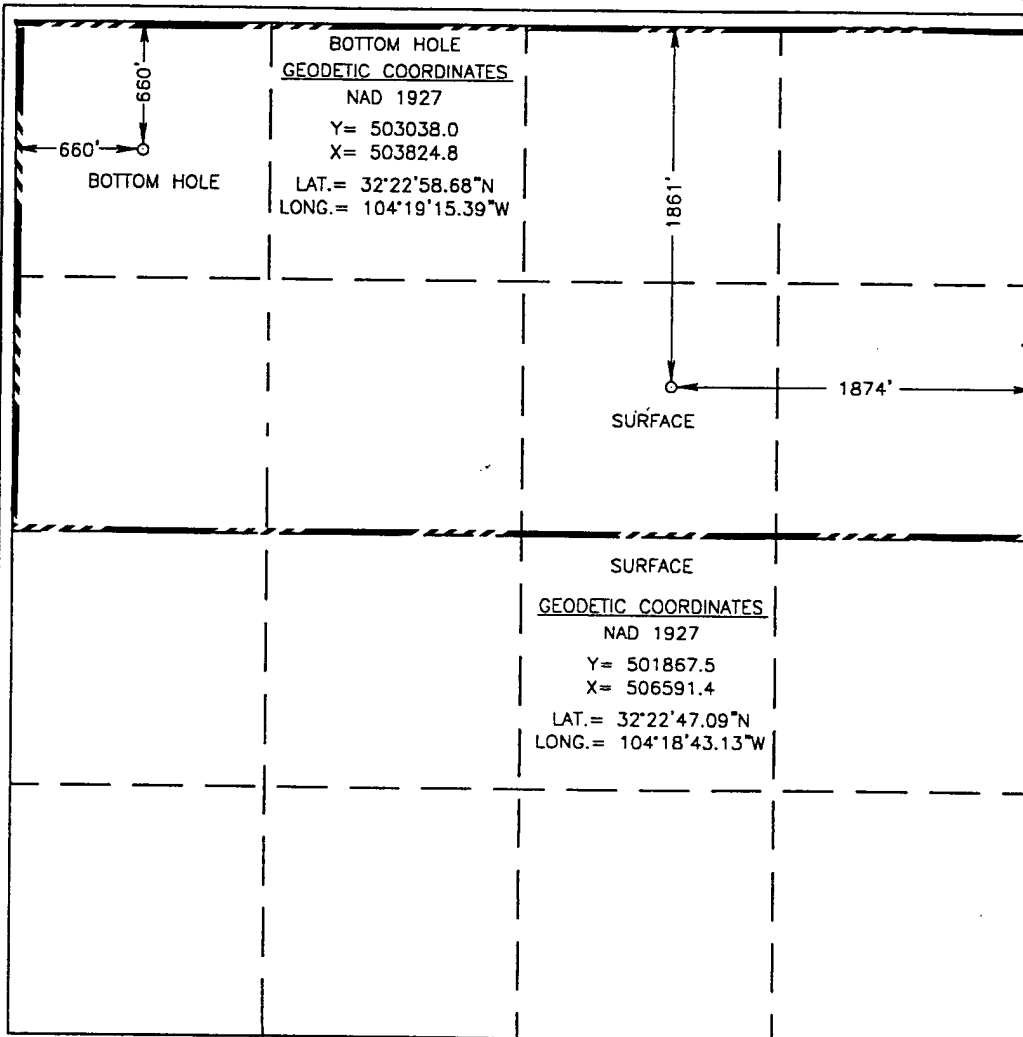 BOTTOM HOLE
GEODETIC COORDINATES
NAD 1927
Y= 503038.0
X= 503824.8
LAT.= 32°22'58.68"N
LONG.= 104°19'15.39"W
660'
660'
BOTTOM HOLE
1861'
1874'
SURFACE
SURFACE
GEODETIC COORDINATES
NAD 1927
Y= 501867.5
X= 506591.4
LAT.= 32°22'47.09"N
LONG.= 104°18'43.13"W